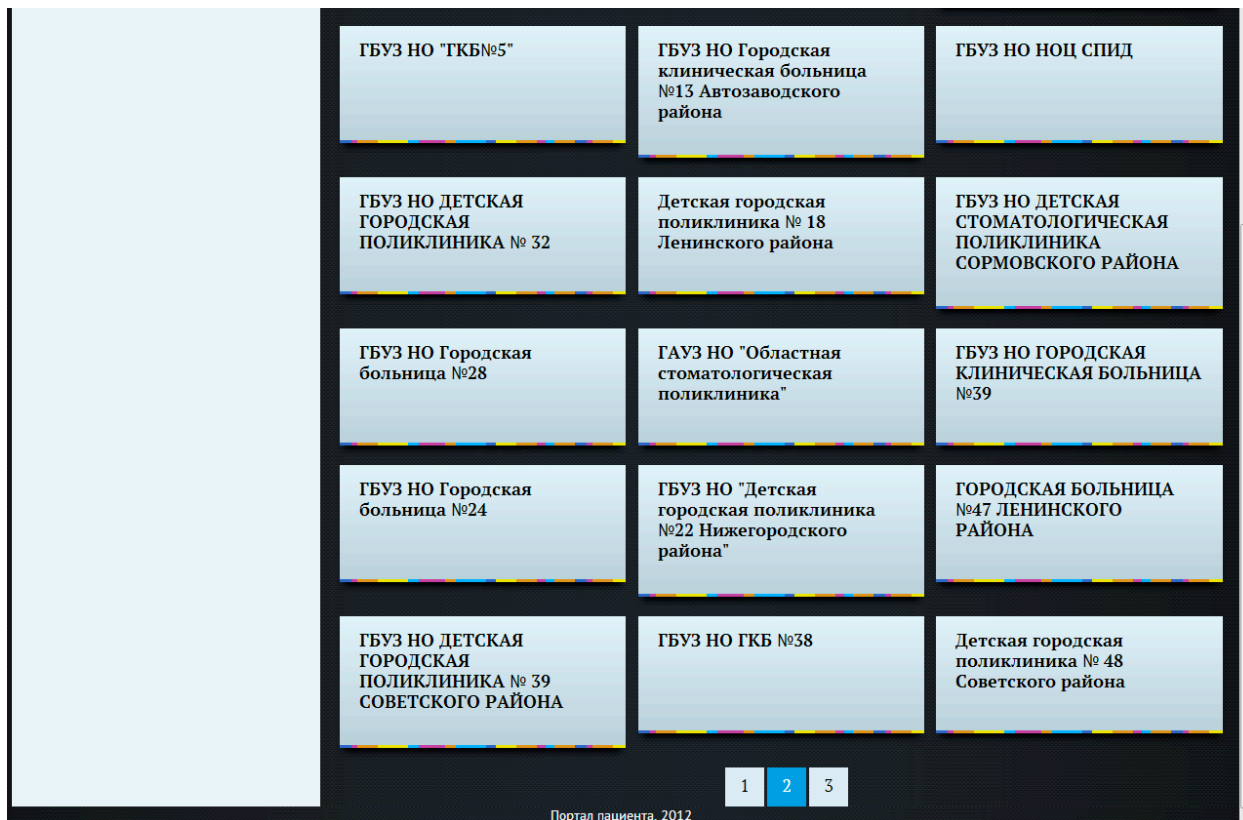 ГБУЗ НО "ГКБ№5"
ГБУЗ НО Городская
клиническая больница
№13 Автозаводского
района
ГБУЗ НО НОЦ СПИД
ГБУЗ НО ДЕТСКАЯ
ГОРОДСКАЯ
ПОЛИКЛИНИКА № 32
Детская городская
поликлиника № 18
Ленинского района
ГБУЗ НО ДЕТСКАЯ
СТОМАТОЛОГИЧЕСКАЯ
ПОЛИКЛИНИКА
СОРМОВСКОГО РАЙОНА
ГБУЗ НО Городская
больница №28
ГАУЗ НО "Областная
стоматологическая
поликлиника"
ГБУЗ НО ГОРОДСКАЯ
КЛИНИЧЕСКАЯ БОЛЬНИЦА
№39
ГБУЗ НО Городская
больница №24
ГБУЗ НО "Детская
городская поликлиника
№22 Нижегородского
района"
ГОРОДСКАЯ БОЛЬНИЦА
№47 ЛЕНИНСКОГО
РАЙОНА
ГБУЗ НО ДЕТСКАЯ
ГОРОДСКАЯ
ПОЛИКЛИНИКА № 39
СОВЕТСКОГО РАЙОНА
ГБУЗ НО ГКБ №38
Детская городская
поликлиника № 48
Советского района
1 2 3
Портал пациента, 2012